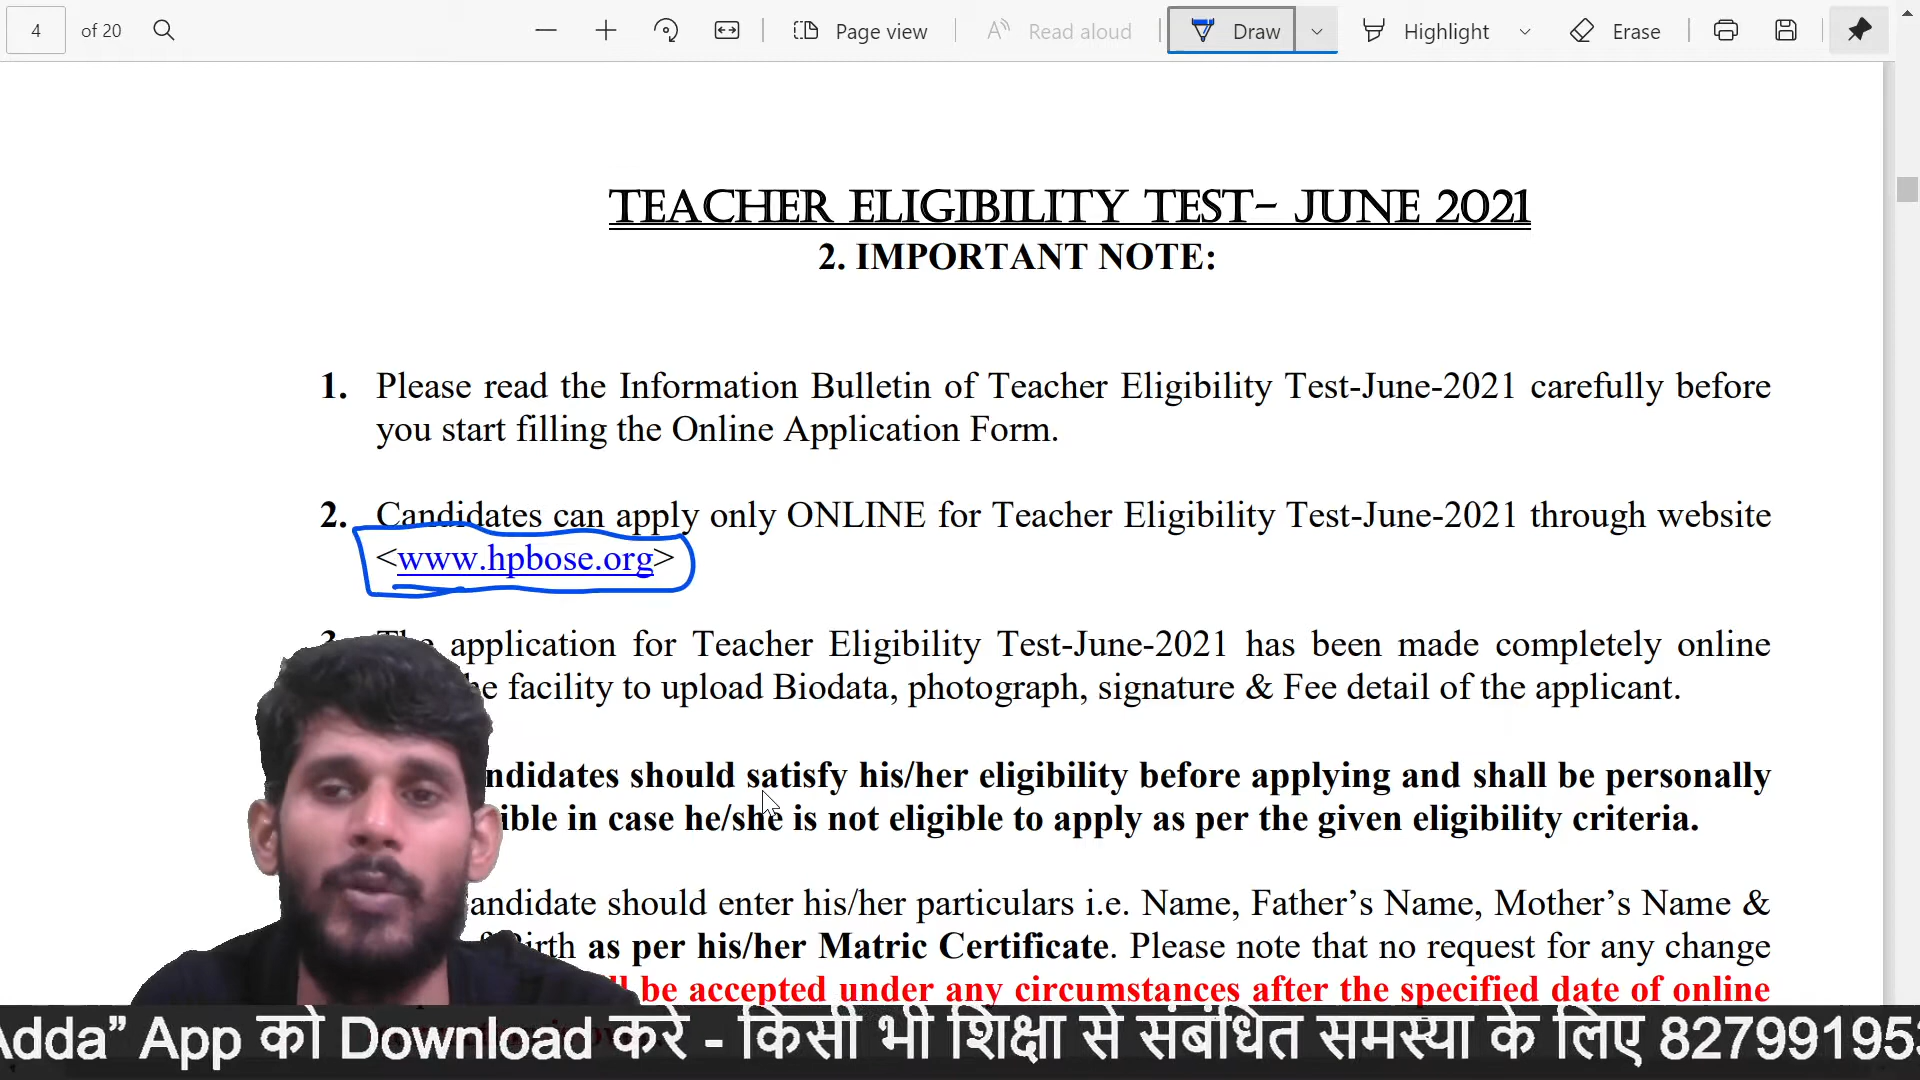 4 of 20 Page view Read aloud Draw Highlight Erase
TEACHER ELIGIBILITY TEST- JUNE 2021
2. IMPORTANT NOTE:
1. Please read the Information Bulletin of Teacher Eligibility Test-June-2021 carefully before
you start filling the Online Application Form.
2. Candidates can apply only ONLINE for Teacher Eligibility Test-June-2021 through website
<www.hpbose.org>
3. The application for Teacher Eligibility Test-June-2021 has been made completely online
he facility to upload Biodata, photograph, signature & Fee detail of the applicant.
ndidates should satisfy his/her eligibility before applying and shall be personally
ible in case he/she is not eligible to apply as per the given eligibility criteria.
andidate should enter his/her particulars i.e. Name, Father’s Name, Mother’s Name &
f Birth as per his/her Matric Certificate. Please note that no request for any change
ll be accepted under any circumstances after the specified date of online
Adda” App को Download करे - किसी भी शिक्षा से संबंधित समस्या के लिए 827991953